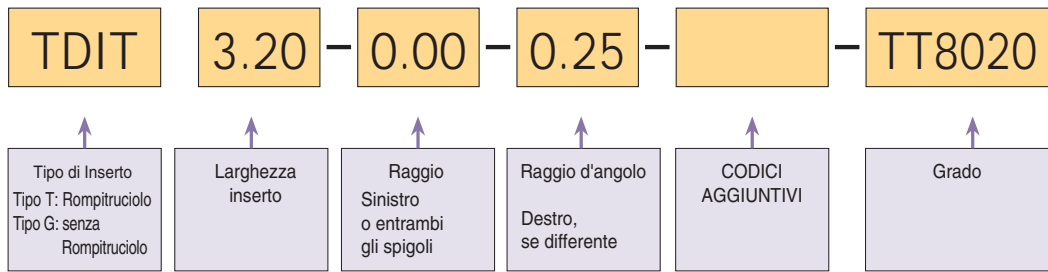 TDIT 3.20 - 0.00 - 0.25 - - TT8020
Tipo di Inserto
Tipo T: Rompitruciolo
Tipo G: senza
Rompitruciolo
Larghezza
inserto
Raggio
Sinistro
o entrambi
gli spigoli
Raggio d'angolo
Destro,
se differente
CODICI
AGGIUNTIVI
Grado